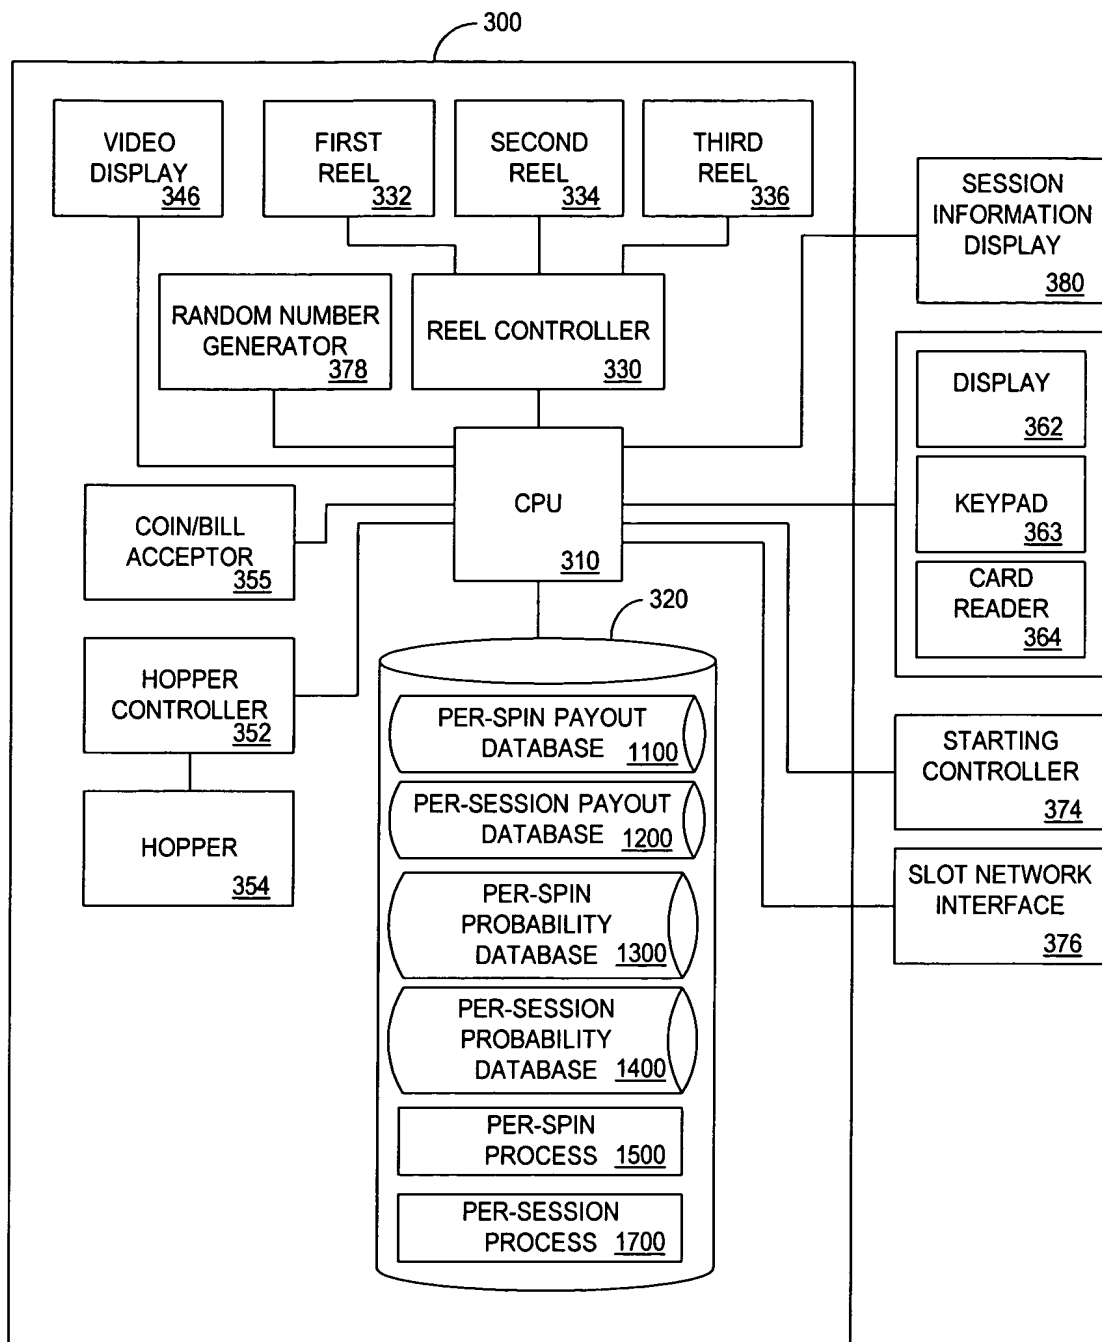 300
VIDEO
DISPLAY
346
FIRST
REEL
332
SECOND
REEL
334
THIRD
REEL
336
SESSION
INFORMATION
DISPLAY
380
RANDOM NUMBER
GENERATOR
378
REEL CONTROLLER
330
DISPLAY
362
KEYPAD
363
CARD
READER
364
COIN/BILL
ACCEPTOR
355
CPU
310
HOPPER
CONTROLLER
352
HOPPER
354
320
PER-SPIN PAYOUT
DATABASE 1100
PER-SESSION PAYOUT
DATABASE 1200
PER-SPIN
PROBABILITY
DATABASE 1300
PER-SESSION
PROBABILITY
DATABASE 1400
PER-SPIN
PROCESS 1500
PER-SESSION
PROCESS 1700
STARTING
CONTROLLER
374
SLOT NETWORK
INTERFACE
376